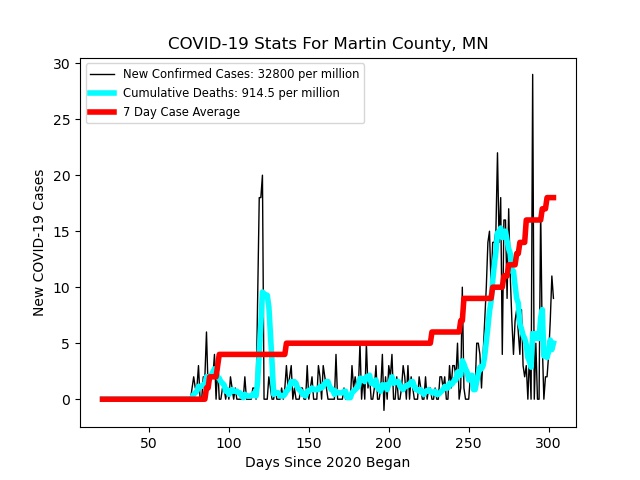 COVID-19 Stats For Martin County, MN
New Confirmed Cases: 32800 per million
Cumulative Deaths: 914.5 per million
7 Day Case Average
New COVID-19 Cases
30
25
20
15
10
5
0
50 100 150 200 250 300
Days Since 2020 Began